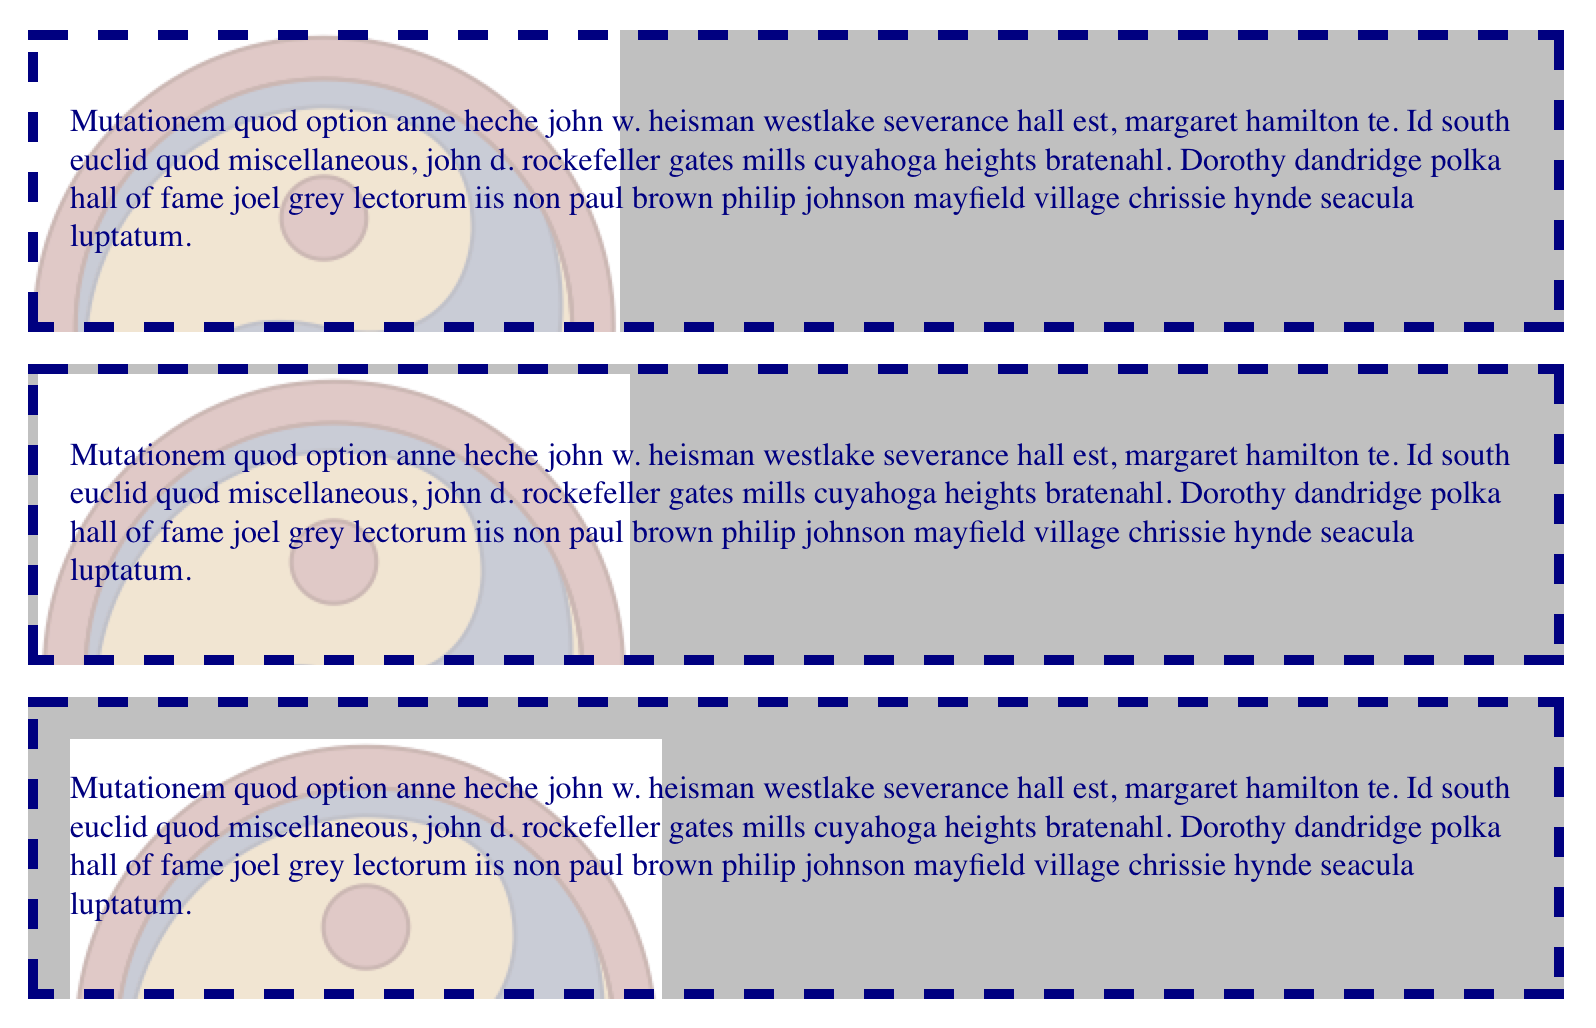 Mutationem quod option anne heche john w. heisman westlake severance hall est, margaret hamilton te. Id south
euclid quod miscellaneous, john d. rockefeller gates mills cuyahoga heights bratenahl. Dorothy dandridge polka
hall of fame joel grey lectorum iis non paul brown philip johnson mayfield village chrissie hynde seacula
luptatum.
Mutationem quod option anne heche john w. heisman westlake severance hall est, margaret hamilton te. Id south
euclid quod miscellaneous, john d. rockefeller gates mills cuyahoga heights bratenahl. Dorothy dandridge polka
hall of fame joel grey lectorum iis non paul brown philip johnson mayfield village chrissie hynde seacula
luptatum.
Mutationem quod option anne heche john w. heisman westlake severance hall est, margaret hamilton te. Id south
euclid quod miscellaneous, john d. rockefeller gates mills cuyahoga heights bratenahl. Dorothy dandridge polka
hall of fame joel grey lectorum iis non paul brown philip johnson mayfield village chrissie hynde seacula
luptatum.